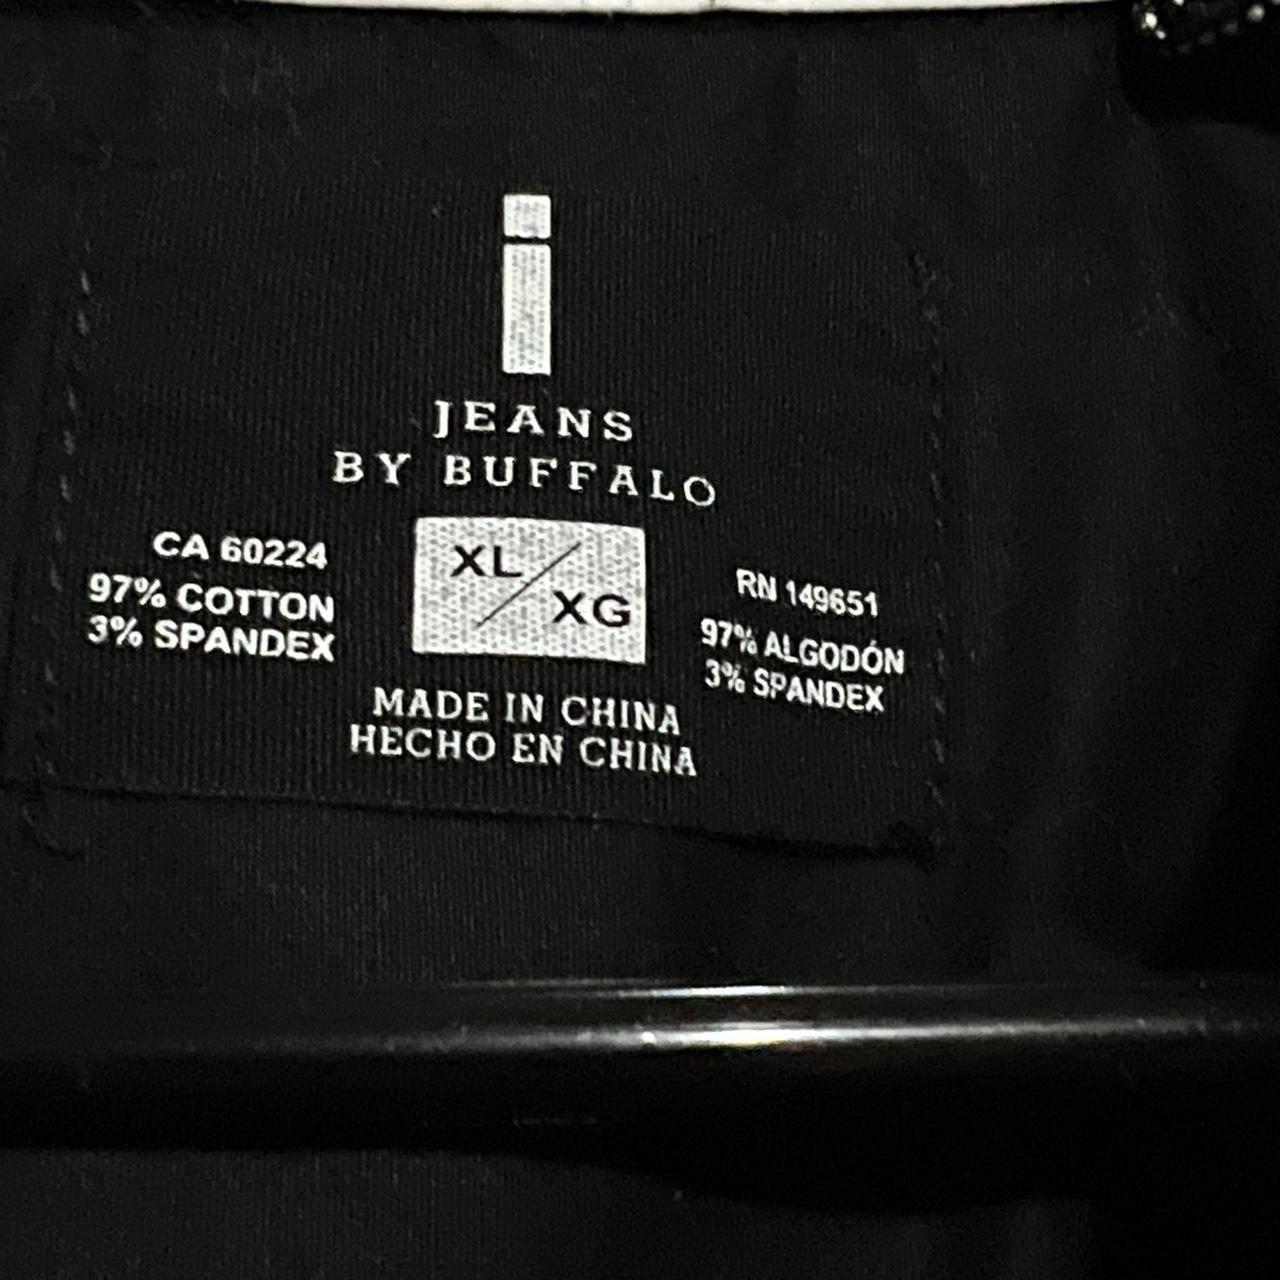 i
JEANS
BY BUFFALO
CA 60224
97% COTTON
3% SPANDEX
XL/XG
RN 149651
97% ALGODÓN
3% SPANDEX
MADE IN CHINA
HECHO EN CHINA